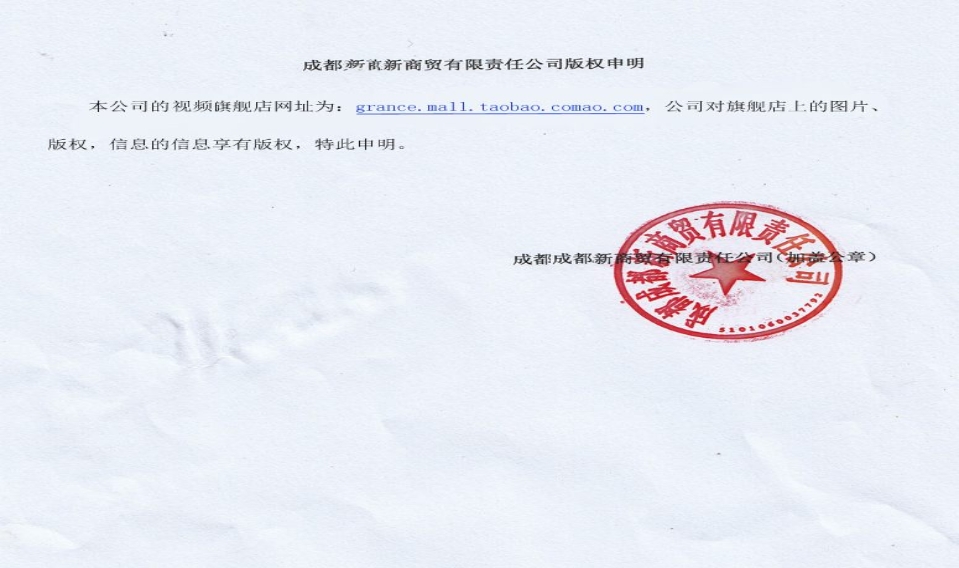 成都新商贸有限责任公司版权申明
本公司的视频旗舰店网址为：grance.mall.taobao.comao.com，公司对旗舰店上的图片、
版权，信息的信息享有版权，特此申明。
成都成都新商贸有限责任公司（加盖公章）
成都成都商贸有限责任公司
5101060037792